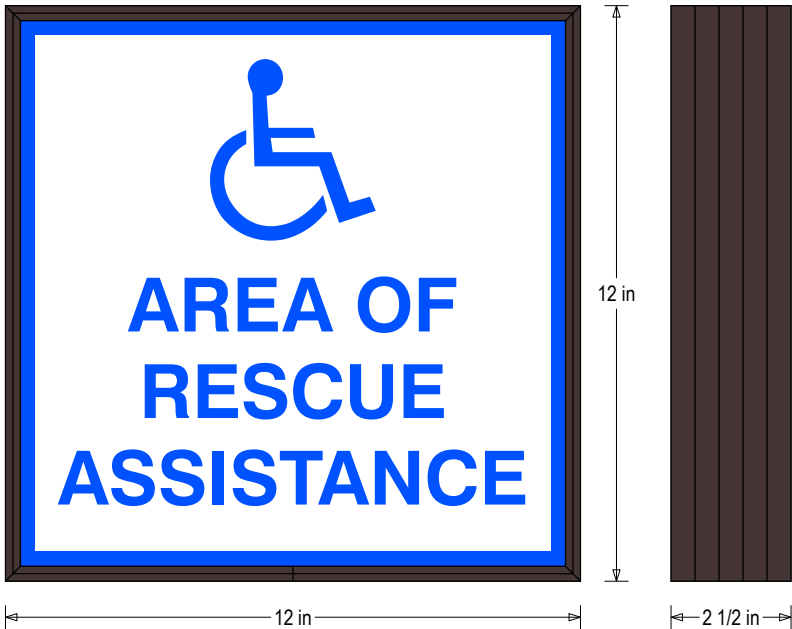 AREA OF
RESCUE
ASSISTANCE
12 in
12 in
2 1/2 in